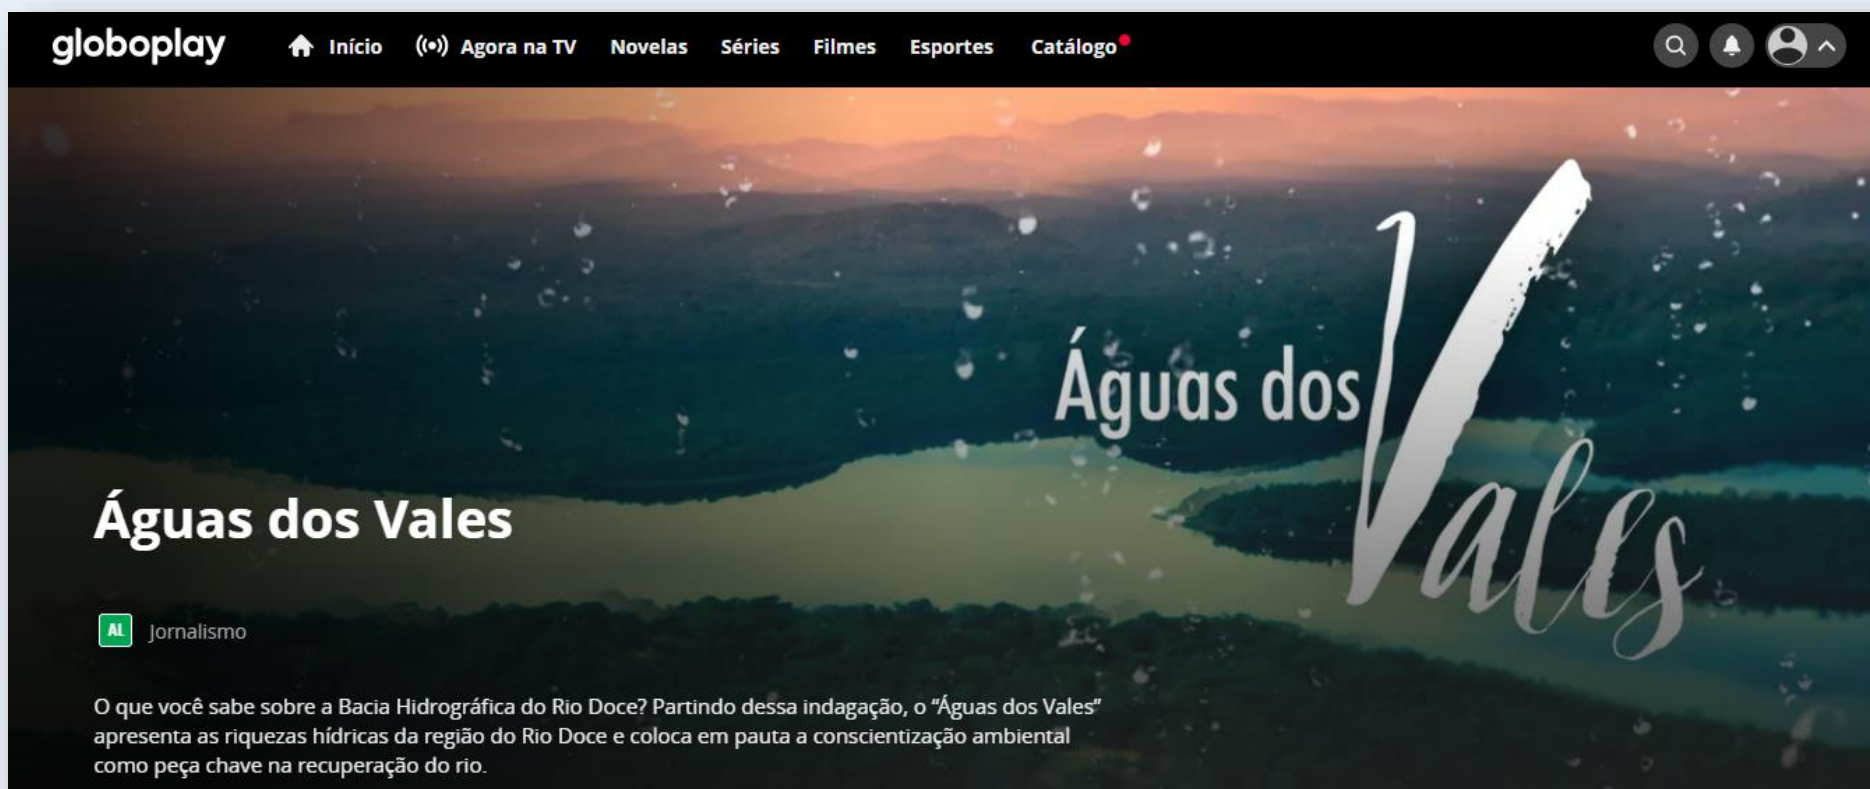 globoplay
Início
Agora na TV
Novelas
Séries
Filmes
Esportes
Catálogo
Águas dos
Vales
Águas dos Vales
AL
Jornalismo
O que você sabe sobre a Bacia Hidrográfica do Rio Doce? Partindo dessa indagação, o “Águas dos Vales”
apresenta as riquezas hídricas da região do Rio Doce e coloca em pauta a conscientização ambiental
como peça chave na recuperação do rio.